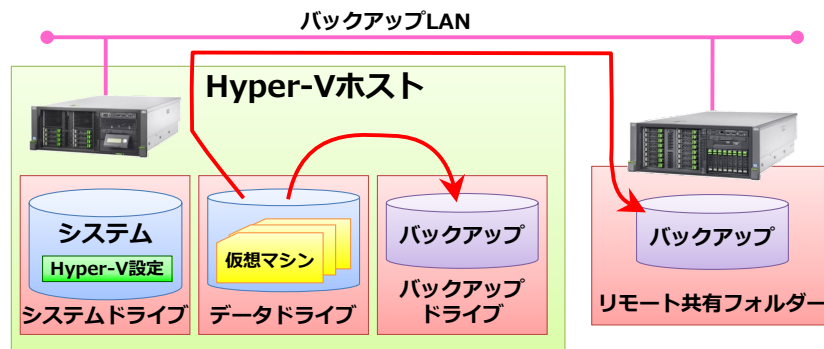 バックアップLAN
Hyper-Vホスト
システム
Hyper-V設定
システムドライブ
仮想マシン
データドライブ
バックアップ
バックアップ
ドライブ
バックアップ
リモート共有フォルダー